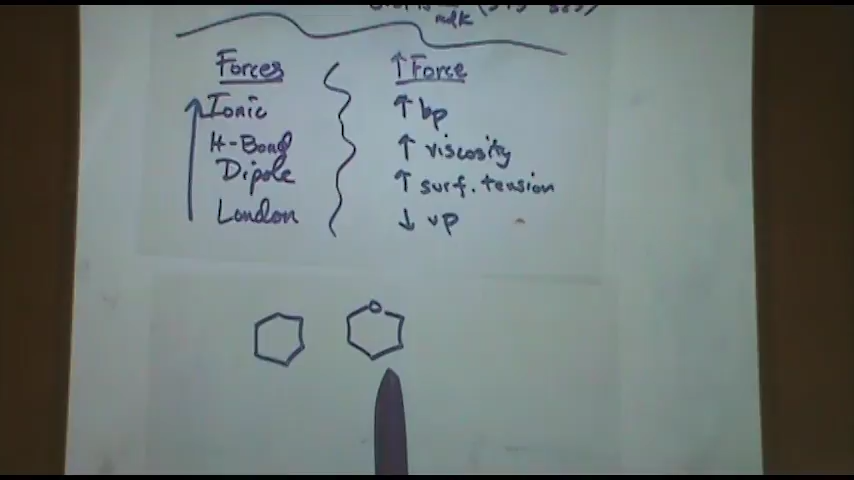 Forces
↑ Force
Ionic
↑ bp
H-Bond
↑ viscosity
Dipole
↑ surf. tension
London
↓ vp
O